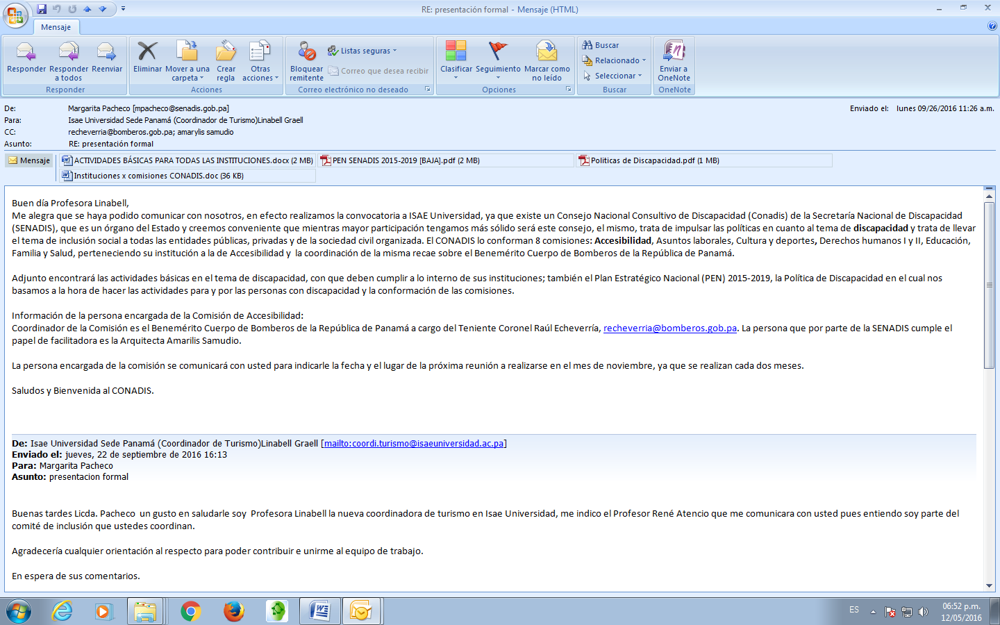 RE: presentación formal - Mensaje (HTML)
Mensaje
Responder Responder a todos Reenviar
Responder
Eliminar Mover a una carpeta Crear regla Otras acciones
Acciones
Bloquear remitente Listas seguras Correo que desea recibir
Correo electrónico no deseado
Clasificar Seguimiento Marcar como no leído
Opciones
Buscar
Relacionado
Seleccionar
Buscar
Enviar a OneNote
OneNote
De: Margarita Pacheco [mpacheco@senadis.gob.pa] Enviado el: lunes 09/26/2016 11:26 a.m.
Para: Isae Universidad Sede Panamá (Coordinador de Turismo)Linabell Graell
CC: recheverria@bomberos.gob.pa; amarylis samudio
Asunto: RE: presentación formal
Mensaje ACTIVIDADES BÁSICAS PARA TODAS LAS INSTITUCIONES.docx (2 MB) PEN SENADIS 2015-2019 [BAJA].pdf (2 MB) Politicas de Discapacidad.pdf (1 MB)
Instituciones x comisiones CONADIS.doc (36 KB)
Buen día Profesora Linabell,
Me alegra que se haya podido comunicar con nosotros, en efecto realizamos la convocatoria a ISAE Universidad, ya que existe un Consejo Nacional Consultivo de Discapacidad (Conadis) de la Secretaría Nacional de Discapacidad
(SENADIS), que es un órgano del Estado y creemos conveniente que mientras mayor participación tengamos más sólido será este consejo, el mismo, trata de impulsar las políticas en cuanto al tema de discapacidad y trata de llevar
el tema de inclusión social a todas las entidades públicas, privadas y de la sociedad civil organizada. El CONADIS lo conforman 8 comisiones: Accesibilidad, Asuntos laborales, Cultura y deportes, Derechos humanos I y II, Educación,
Familia y Salud, perteneciendo su institución a la de Accesibilidad y  la coordinación de la misma recae sobre el Benemérito Cuerpo de Bomberos de la República de Panamá.
Adjunto encontrará las actividades básicas en el tema de discapacidad, con que deben cumplir a lo interno de sus instituciones; también el Plan Estratégico Nacional (PEN) 2015-2019, la Política de Discapacidad en el cual nos
basamos a la hora de hacer las actividades para y por las personas con discapacidad y la conformación de las comisiones.
Información de la persona encargada de la Comisión de Accesibilidad:
Coordinador de la Comisión es el Benemérito Cuerpo de Bomberos de la República de Panamá a cargo del Teniente Coronel Raúl Echeverría, recheverria@bomberos.gob.pa. La persona que por parte de la SENADIS cumple el
papel de facilitadora es la Arquitecta Amarilis Samudio.
La persona encargada de la comisión se comunicará con usted para indicarle la fecha y el lugar de la próxima reunión a realizarse en el mes de noviembre, ya que se realizan cada dos meses.
Saludos y Bienvenida al CONADIS.
De: Isae Universidad Sede Panamá (Coordinador de Turismo)Linabell Graell [mailto:coordi.turismo@isaeuniversidad.ac.pa]
Enviado el: jueves, 22 de septiembre de 2016 16:13
Para: Margarita Pacheco
Asunto: presentacion formal
Buenas tardes Licda. Pacheco  un gusto en saludarle soy  Profesora Linabell la nueva coordinadora de turismo en Isae Universidad, me indico el Profesor René Atencio que me comunicara con usted pues entiendo soy parte del
comité de inclusión que ustedes coordinan.
Agradecería cualquier orientación al respecto para poder contribuir e unirme al equipo de trabajo.
En espera de sus comentarios.
ES
06:52 p.m.
12/05/2016